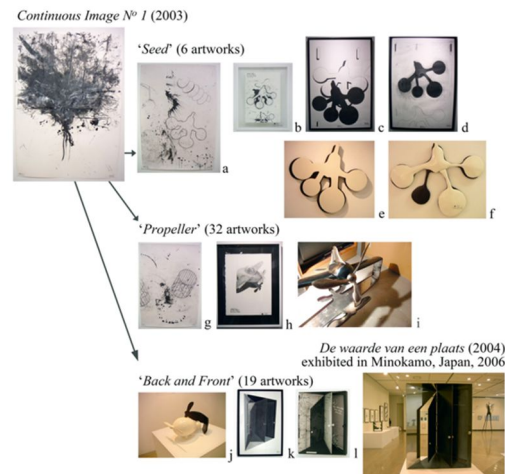 Continuous Image Nº 1 (2003)
‘Seed’ (6 artworks)
a
b
c
d
e
f
‘Propeller’ (32 artworks)
g
h
i
De waarde van een plaats (2004)
exhibited in Minokamo, Japan, 2006
‘Back and Front’ (19 artworks)
j
k
l